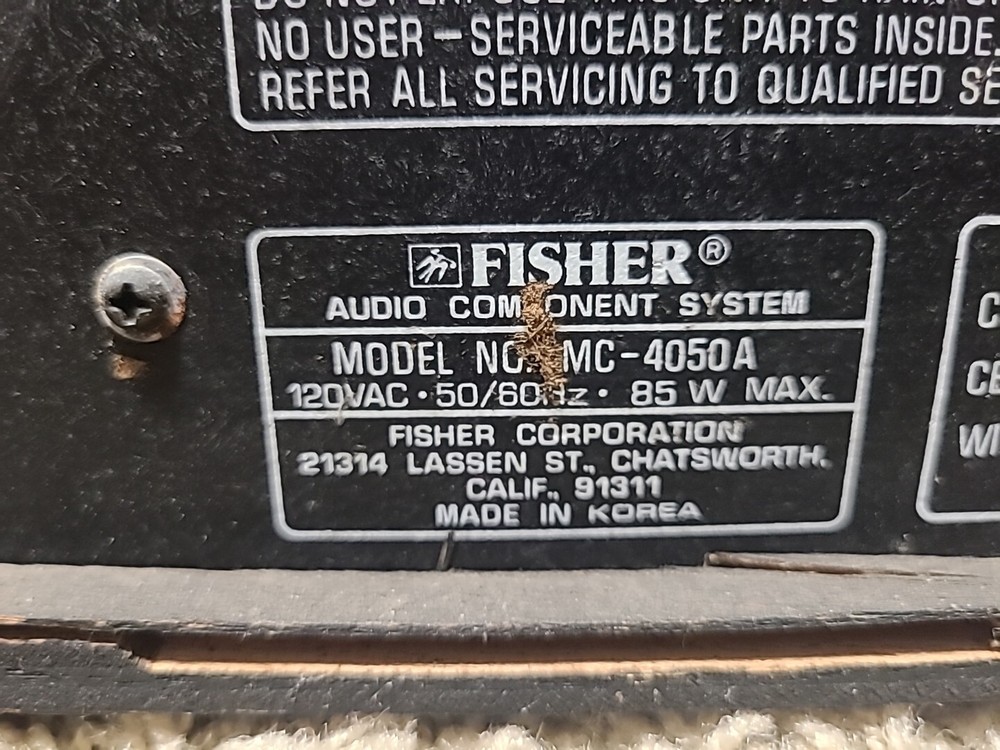 NO USER-SERVICEABLE PARTS INSIDE.
REFER ALL SERVICING TO QUALIFIED
FISHER®
AUDIO COMPONENT SYSTEM
MODEL NO. MC-4050A
120VAC · 50/60Hz · 85 W MAX.
FISHER CORPORATION
21314 LASSEN ST., CHATSWORTH,
CALIF., 91311
MADE IN KOREA